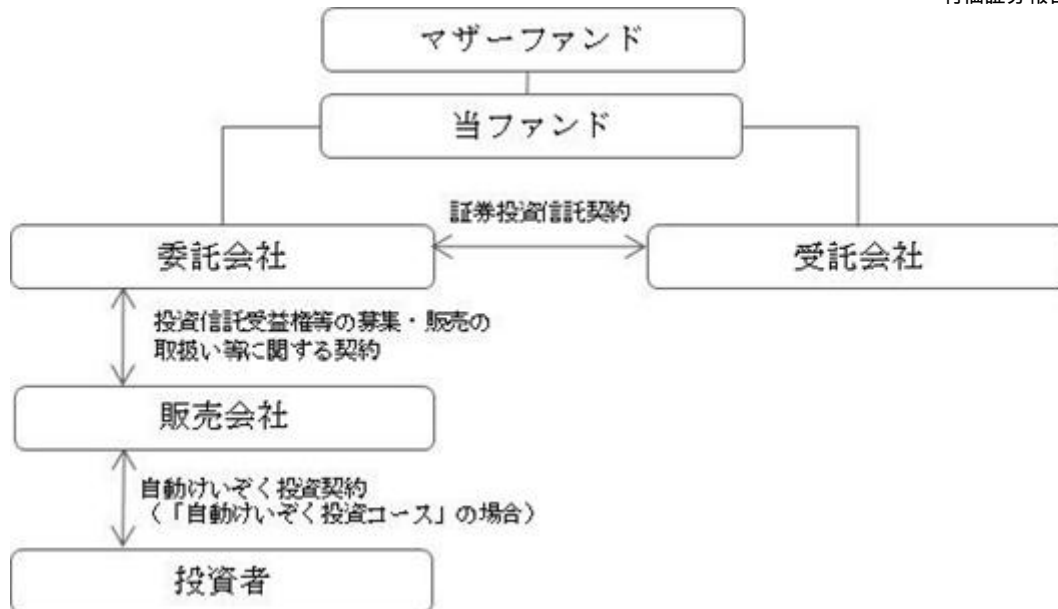 マザーファンド
当ファンド
証券投資信託契約
委託会社
受託会社
投資信託受益権等の募集・販売の
取扱い等に関する契約
販売会社
自動けいぞく投資契約
（「自動けいぞく投資コース」の場合）
投資者